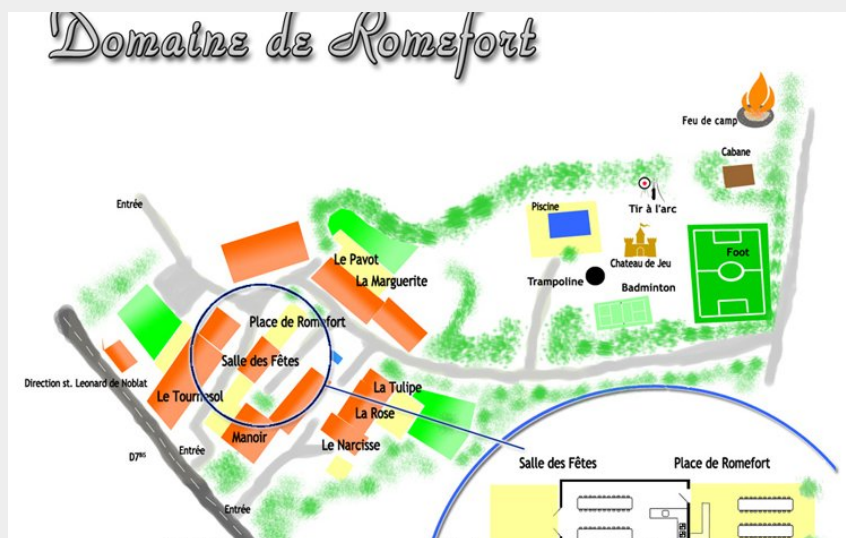 Domaine de Romefort
Feu de camp
Cabane
Entrée
Tir à l'arc
Piscine
Le Pavot
Foot
Chateau de Jeu
La Marguerite
Trampoline
Badminton
Place de Romefort
Salle des Fêtes
Direction st. Leonard de Noblat
La Tulipe
Le Tournesol
La Rose
Manoir
Le Narcisse
Entrée
D7BIS
Salle des Fêtes
Place de Romefort
Entrée